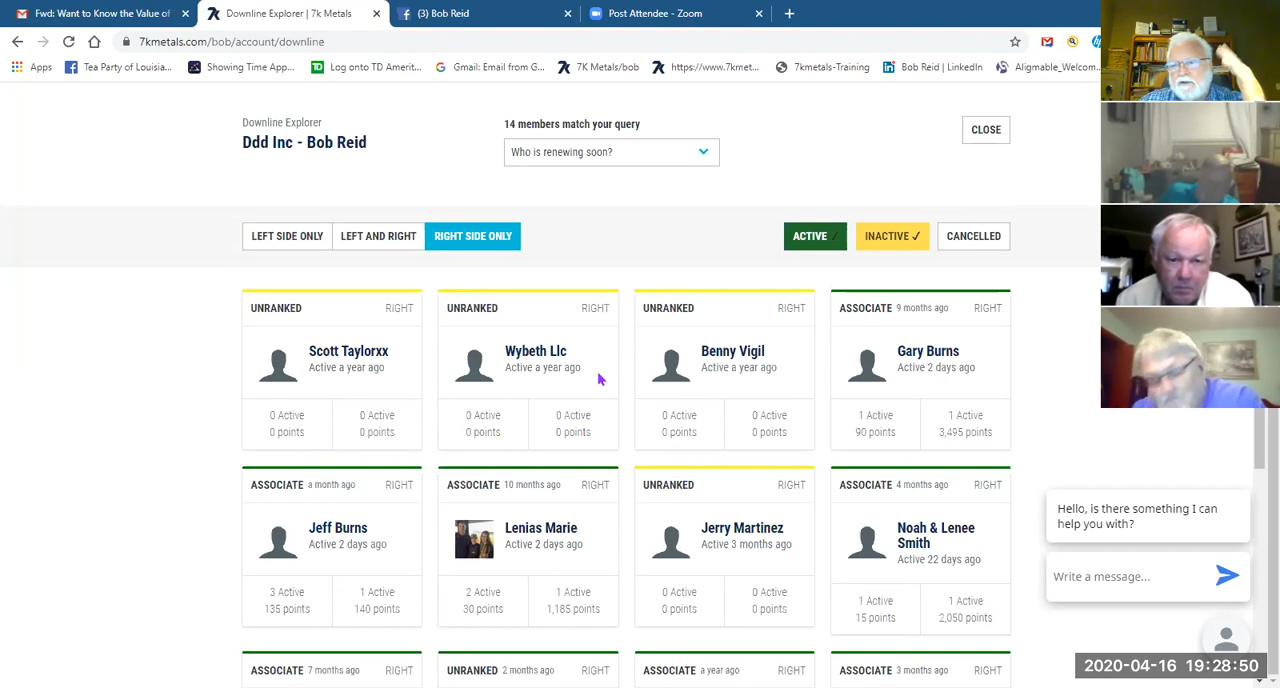 Fwd: Want to Know the Value of
Downline Explorer | 7k Metals
(3) Bob Reid
Post Attendee - Zoom
7kmetals.com/bob/account/downline
Apps
Tea Party of Louisia...
Showing Time App...
Log onto TD Amerit...
Gmail: Email from G...
7K Metals/bob
https://www.7kmet...
7kmetals-Training
Bob Reid | LinkedIn
Alignable_Welcom...
Downline Explorer
Ddd Inc - Bob Reid
14 members match your query
Who is renewing soon?
CLOSE
LEFT SIDE ONLY
LEFT AND RIGHT
RIGHT SIDE ONLY
ACTIVE ✓
INACTIVE ✓
CANCELLED
UNRANKED RIGHT
Scott Taylorxx
Active a year ago
0 Active 0 Active
0 points 0 points
UNRANKED RIGHT
Wybeth Llc
Active a year ago
0 Active 0 Active
0 points 0 points
UNRANKED RIGHT
Benny Vigil
Active a year ago
0 Active 0 Active
0 points 0 points
ASSOCIATE 9 months ago RIGHT
Gary Burns
Active 2 days ago
1 Active 1 Active
90 points 3,495 points
ASSOCIATE a month ago RIGHT
Jeff Burns
Active 2 days ago
3 Active 1 Active
135 points 140 points
ASSOCIATE 10 months ago RIGHT
Lenias Marie
Active 2 days ago
2 Active 1 Active
30 points 1,185 points
UNRANKED RIGHT
Jerry Martinez
Active 3 months ago
0 Active 0 Active
0 points 0 points
ASSOCIATE 4 months ago RIGHT
Noah & Lenee
Smith
Active 22 days ago
1 Active 1 Active
15 points 2,050 points
ASSOCIATE 7 months ago RIGHT
UNRANKED 2 months ago RIGHT
ASSOCIATE a year ago RIGHT
ASSOCIATE 3 months ago RIGHT
Hello, is there something I can
help you with?
Write a message...
2020-04-16 19:28:50